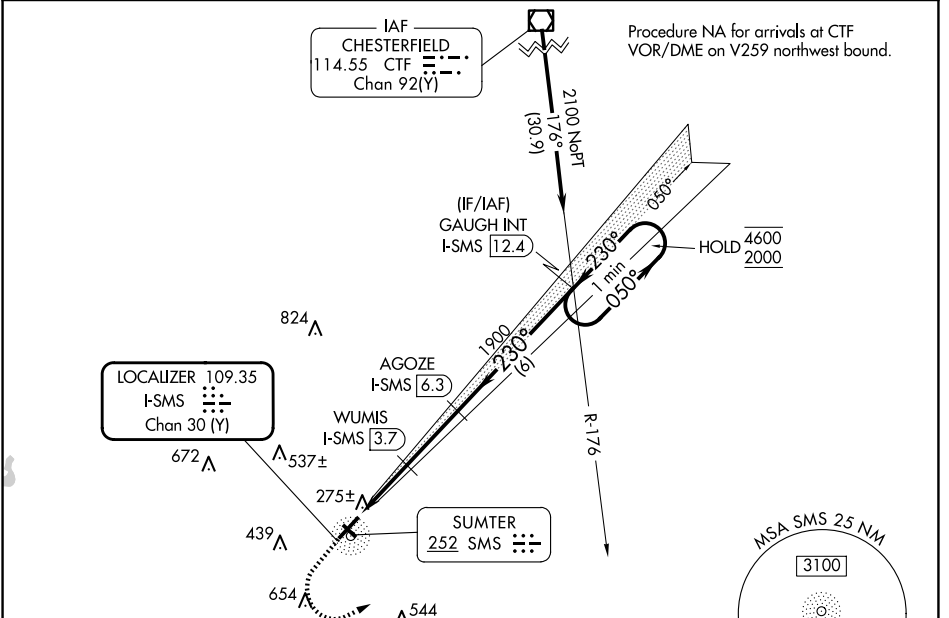 IAF
CHESTERFIELD
114.55 CTF
Chan 92(Y)
Procedure NA for arrivals at CTF
VOR/DME on V259 northwest bound.
2100 NoPT
176°
(30.9)
050°
(IF/IAF)
GAUGH INT
I-SMS 12.4
230°
1 min
050°
HOLD 4600
2000
824
1900
230°
(6)
AGOZE
I-SMS 6.3
LOCALIZER 109.35
I-SMS
Chan 30 (Y)
WUMIS
I-SMS 3.7
R-176
672
537±
275±
SUMTER
252 SMS
439
MSA SMS 25 NM
3100
654
544